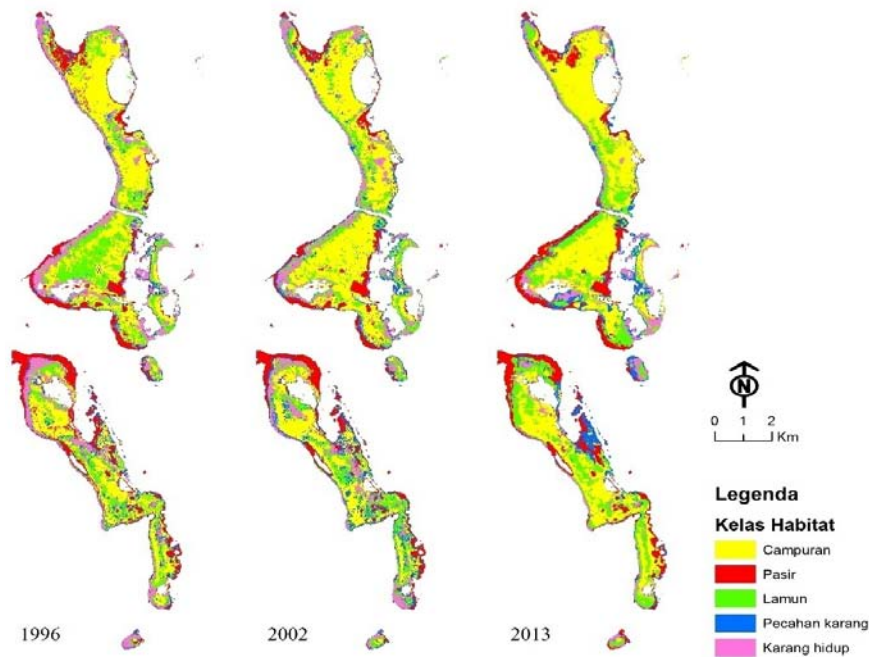 N
0 1 2
Km
Legenda
Kelas Habitat
Campuran
Pasir
Lamun
Pecahan karang
Karang hidup
1996 2002 2013